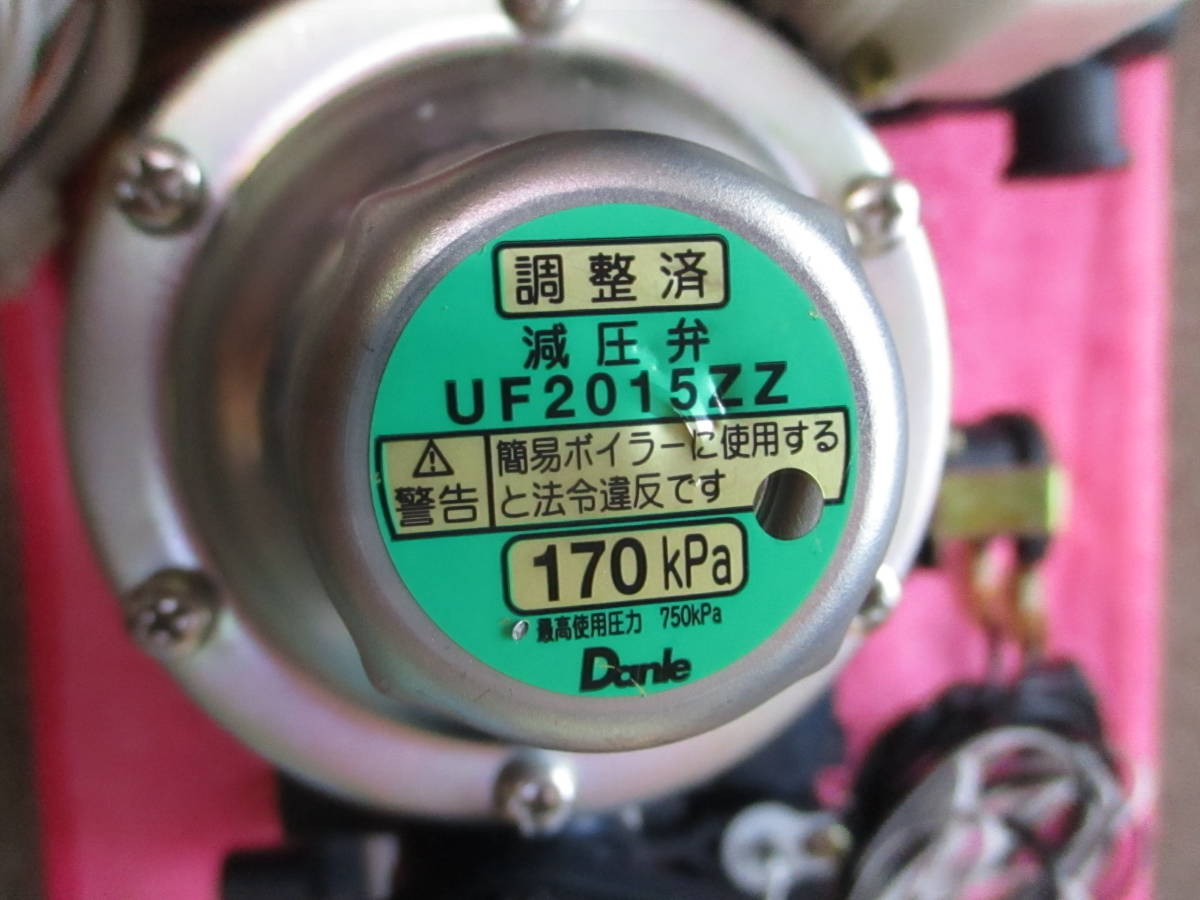 調整済
減圧弁
UF2015ZZ
警告
簡易ボイラーに使用する
と法令違反です
170 kPa
最高使用圧力 750kPa
Danle